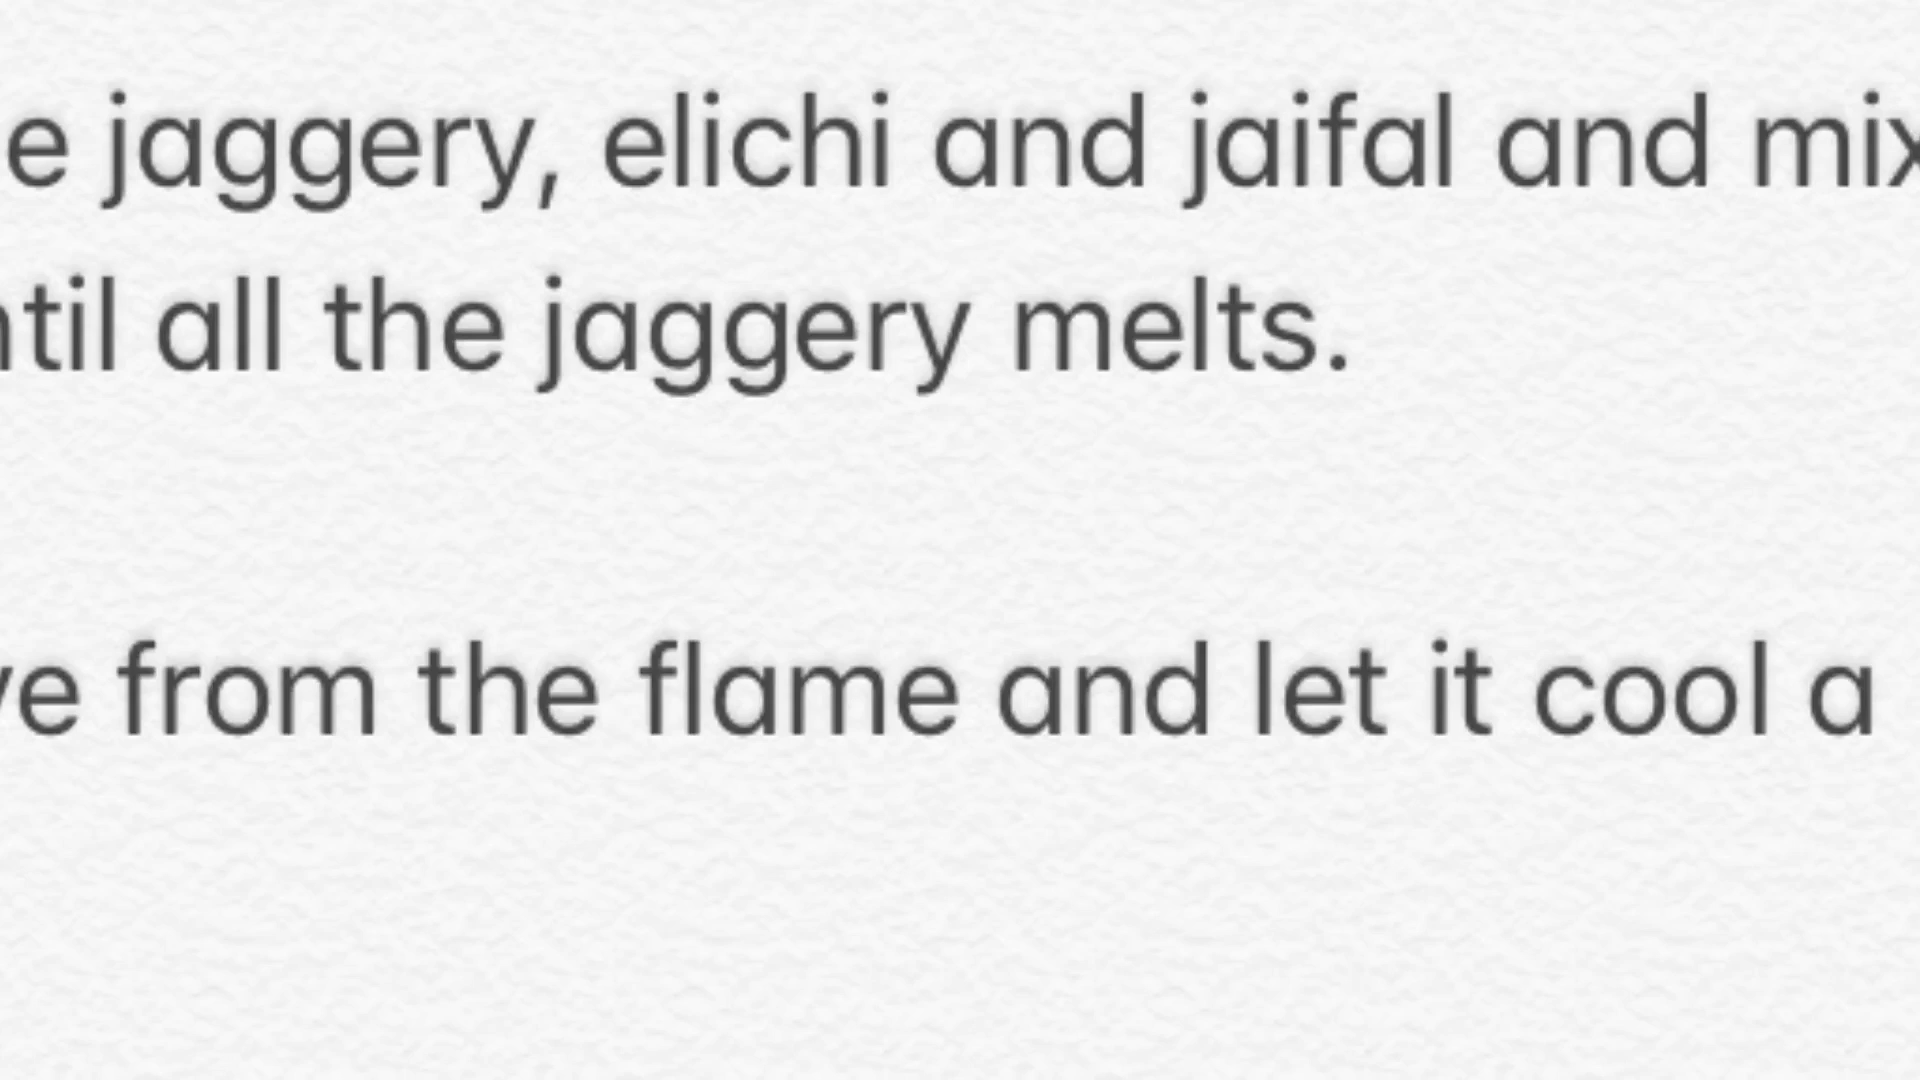 e jaggery, elichi and jaifal and mix
ntil all the jaggery melts.
ve from the flame and let it cool a